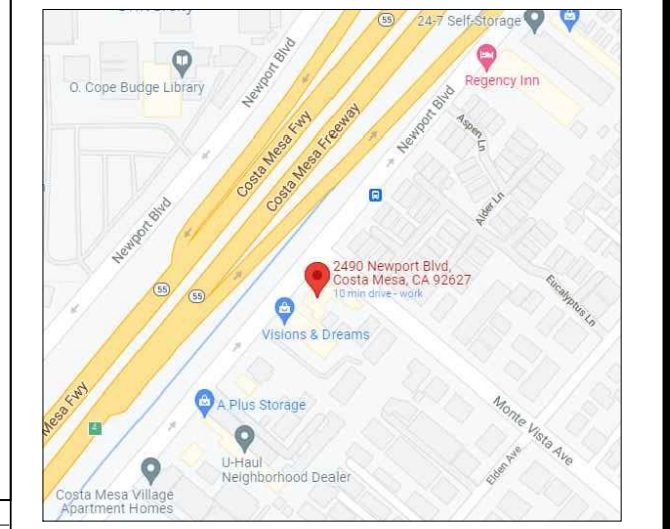 24-7 Self-Storage
55
O. Cope Budge Library
Newport Blvd
Regency Inn
Costa Mesa Fwy
Costa Mesa Freeway
Newport Blvd
Aspen Ln
Alder Ln
Newport Blvd
2490 Newport Blvd,
Costa Mesa, CA 92627
10 min drive - work
Eucalyptus Ln
55
55
Visions & Dreams
Mesa Fwy
A Plus Storage
4
Monte Vista Ave
U-Haul
Neighborhood Dealer
Elden Ave
Costa Mesa Village
Apartment Homes